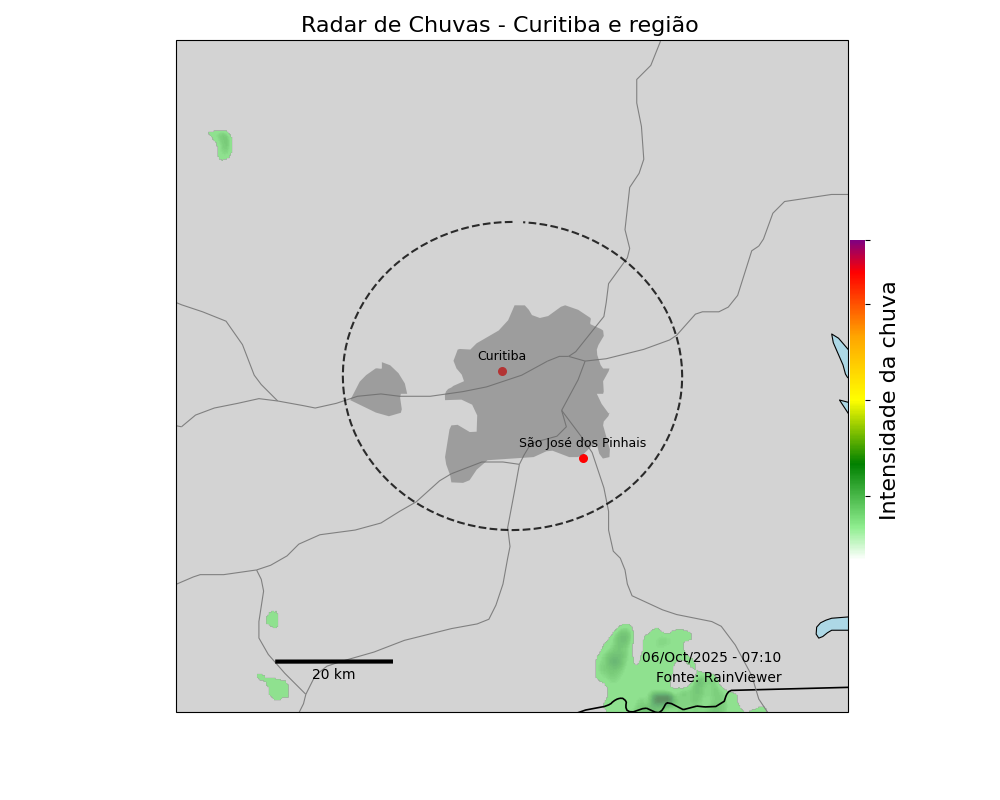 Radar de Chuvas - Curitiba e região
Curitiba
São José dos Pinhais
Intensidade da chuva
06/Oct/2025 - 07:10
20 km
Fonte: RainViewer